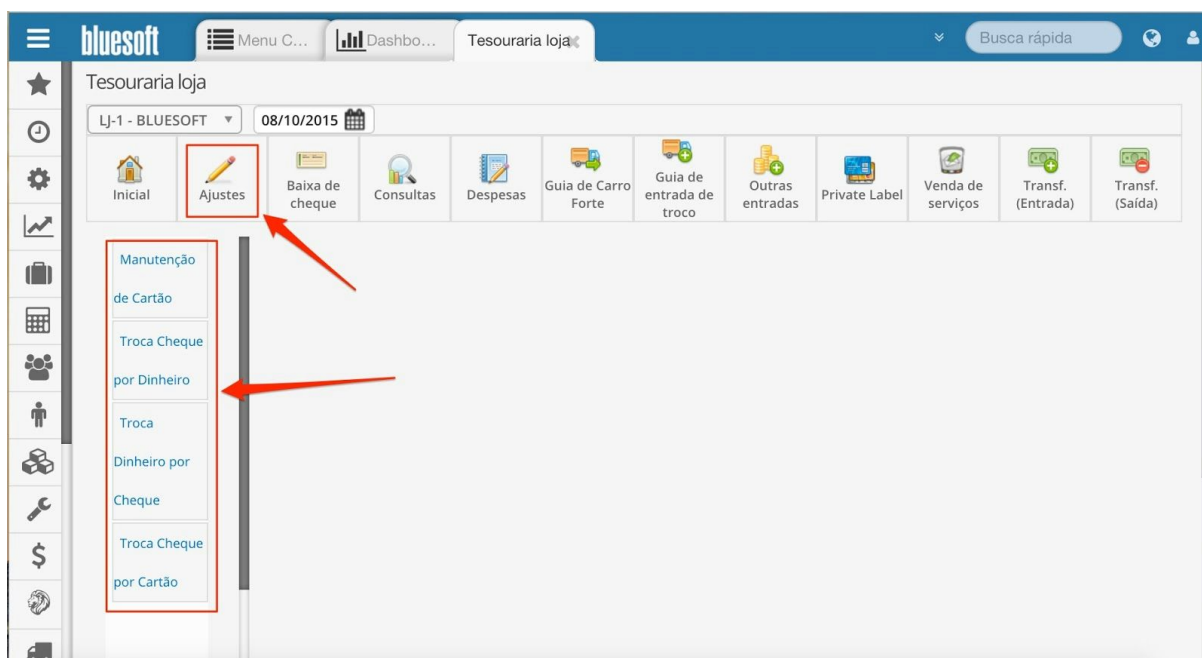 bluesoft
Menu C...
Dashbo...
Tesouraria loja
Busca rápida
Tesouraria loja
LJ-1 - BLUESOFT
08/10/2015
Inicial
Ajustes
Baixa de
cheque
Consultas
Despesas
Guia de Carro
Forte
Guia de
entrada de
troco
Outras
entradas
Private Label
Venda de
serviços
Transf.
(Entrada)
Transf.
(Saída)
Manutenção
de Cartão
Troca Cheque
por Dinheiro
Troca
Dinheiro por
Cheque
Troca Cheque
por Cartão